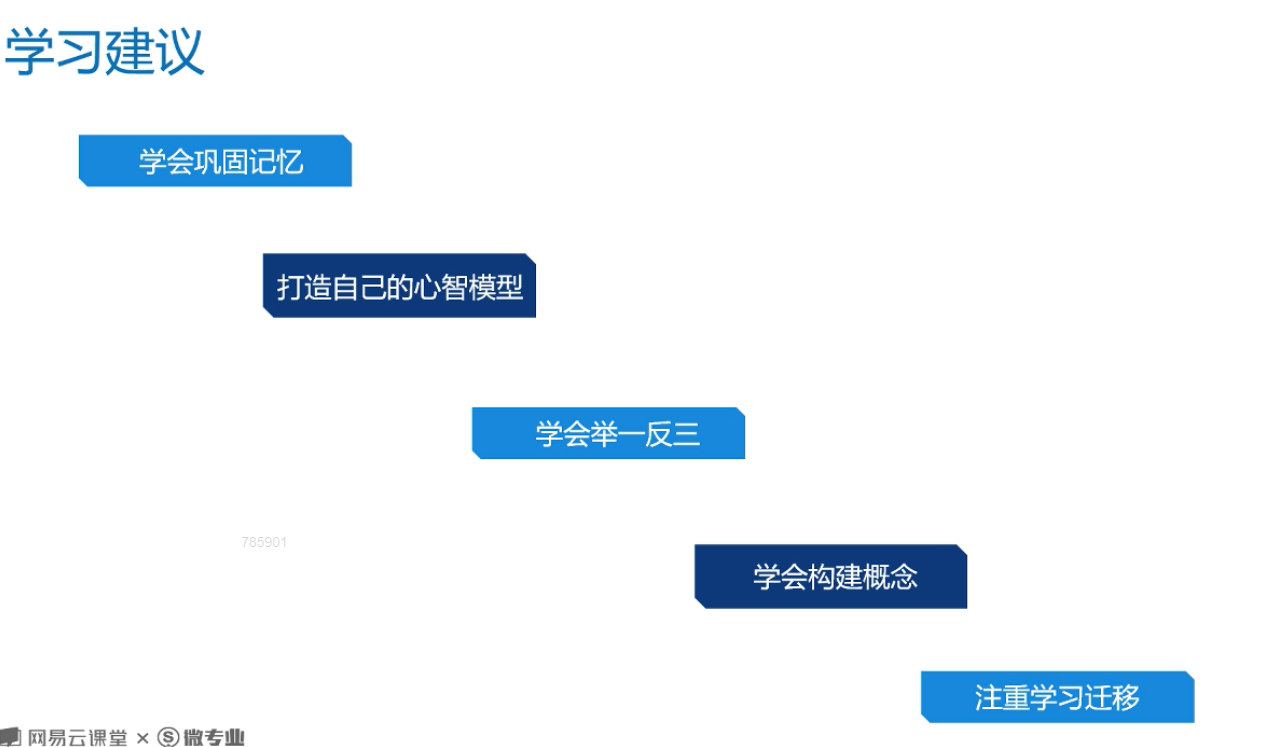 学习建议
学会巩固记忆
打造自己的心智模型
学会举一反三
785901
学会构建概念
注重学习迁移
网易云课堂 × S 微专业